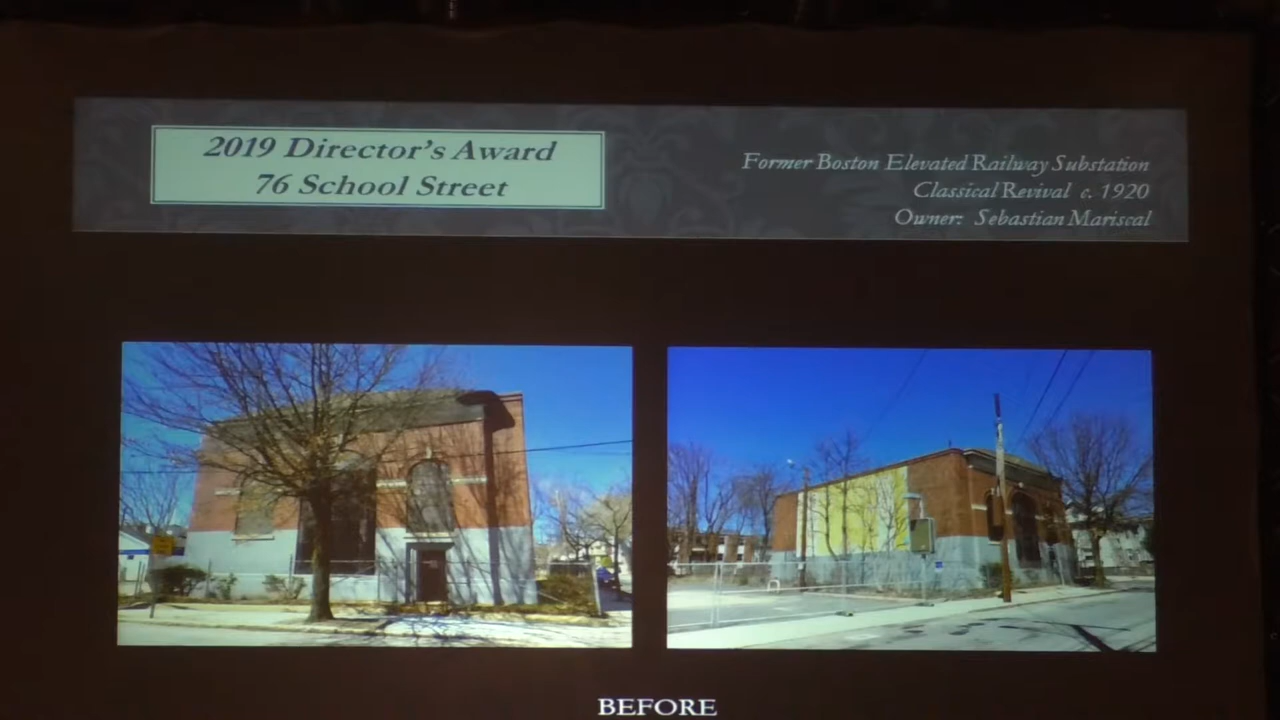 2019 Director's Award
76 School Street
Former Boston Elevated Railway Substation
Classical Revival c. 1920
Owner: Sebastian Mariscal
BEFORE